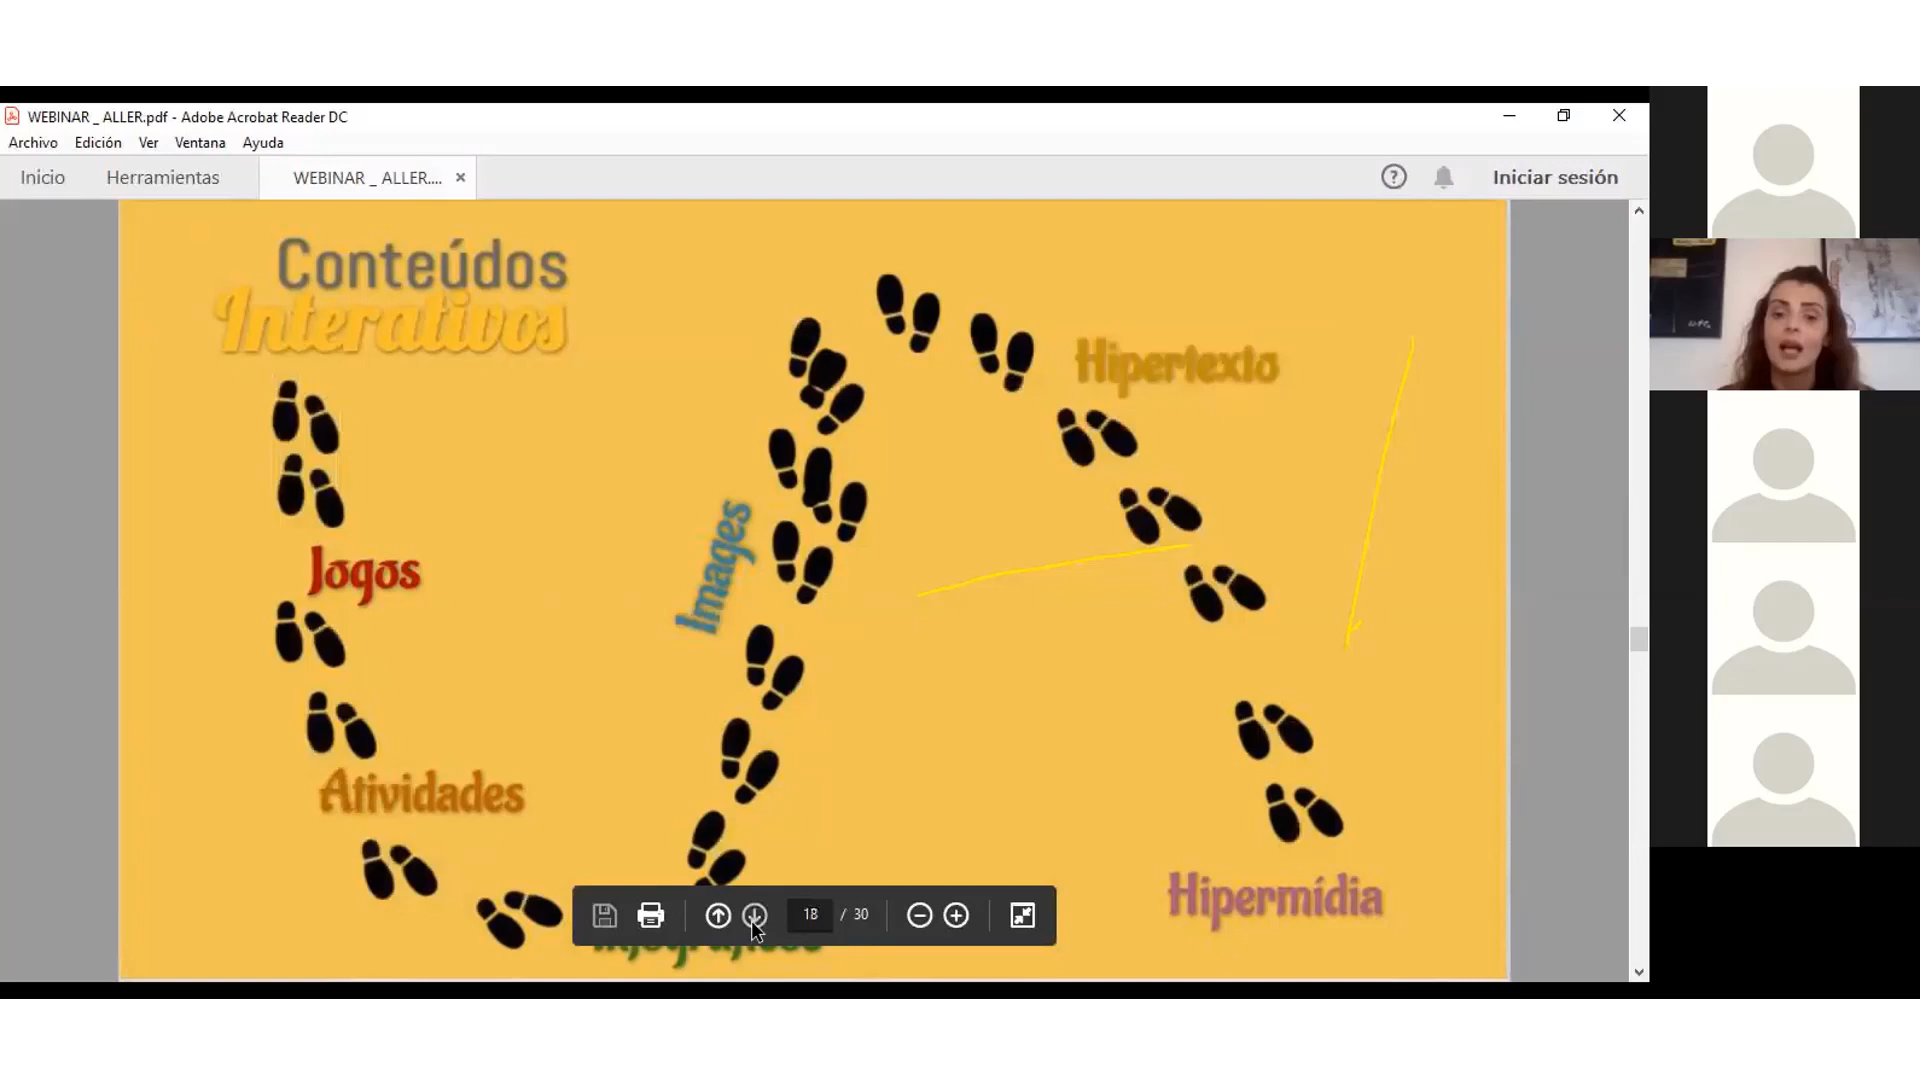 WEBINAR _ ALLER.pdf - Adobe Acrobat Reader DC
Archivo Edición Ver Ventana Ayuda
Inicio Herramientas WEBINAR _ ALLER.... Iniciar sesión
Conteúdos
Interativos
Hipertexto
Jogos
Images
Atividades
Hipermídia
18 / 30